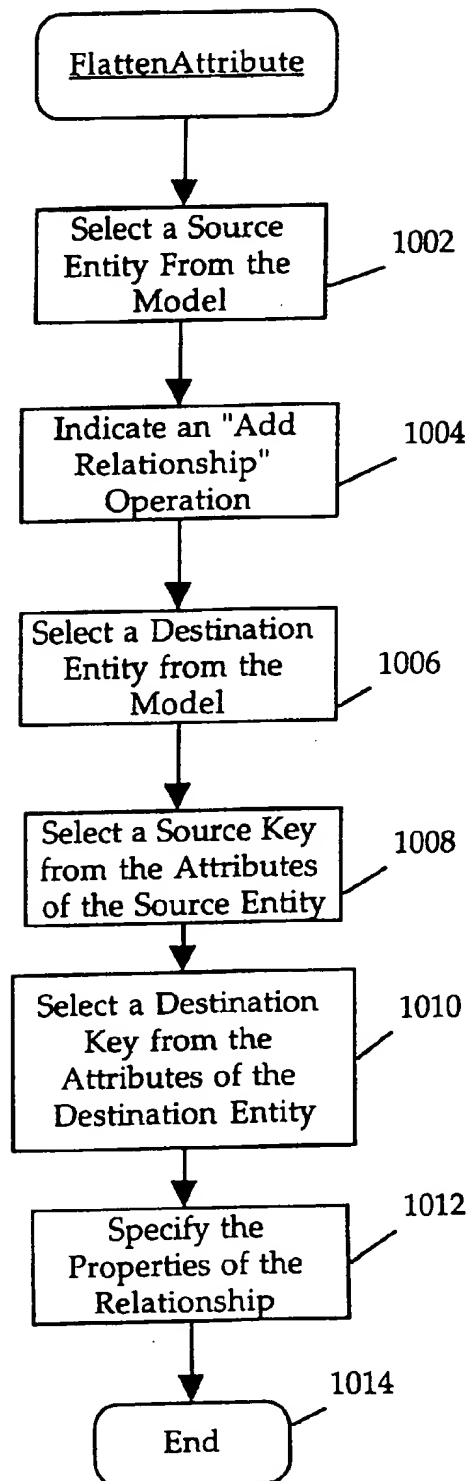 FlattenAttribute
Select a Source
Entity From the
Model
1002
Indicate an "Add
Relationship"
Operation
1004
Select a Destination
Entity from the
Model
1006
Select a Source Key
from the Attributes
of the Source Entity
1008
Select a Destination
Key from the
Attributes of the
Destination Entity
1010
Specify the
Properties of the
Relationship
1012
End
1014